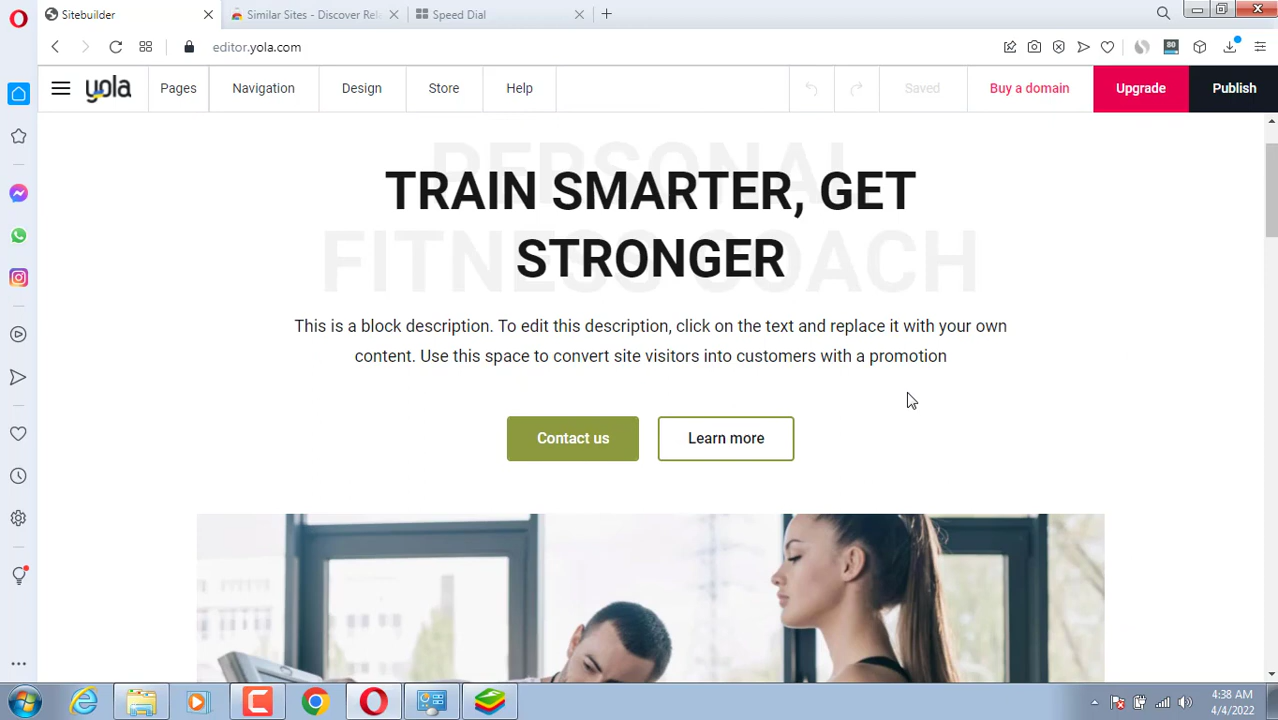 Sitebuilder
Similar Sites - Discover Rel
Speed Dial
editor.yola.com
80
yola
Pages
Navigation
Design
Store
Help
Saved
Buy a domain
Upgrade
Publish
PERSONAL
TRAIN SMARTER, GET
FITNESS COACH
STRONGER
This is a block description. To edit this description, click on the text and replace it with your own
content. Use this space to convert site visitors into customers with a promotion
Contact us
Learn more
4:38 AM
4/4/2022